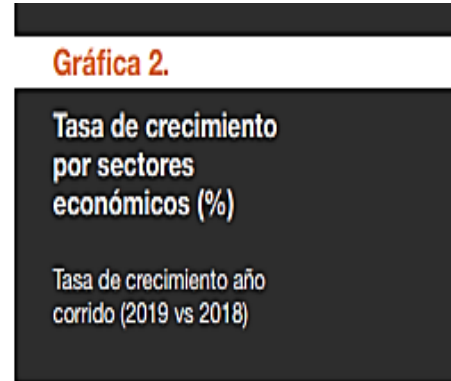 Gráfica 2.
Tasa de crecimiento
por sectores
económicos (%)
Tasa de crecimiento año
corrido (2019 vs 2018)